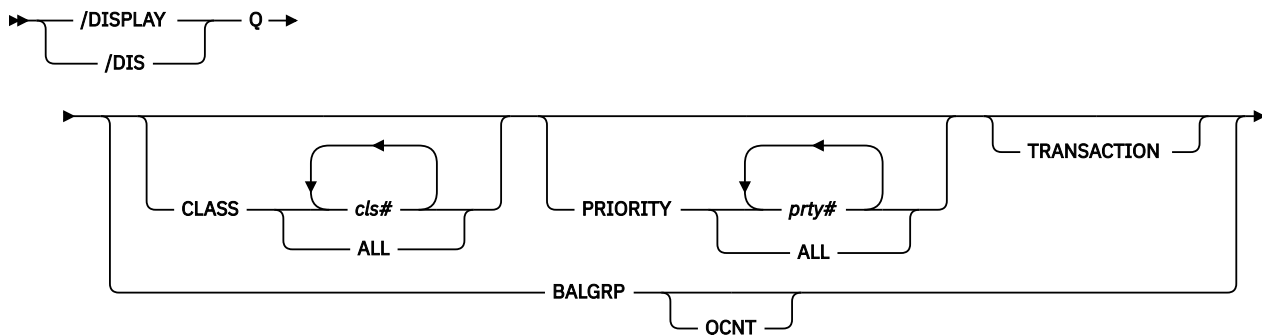 /DISPLAY Q
/DIS
TRANSACTION
CLASS cls# PRIORITY prty#
ALL ALL
BALGRP
OCNT